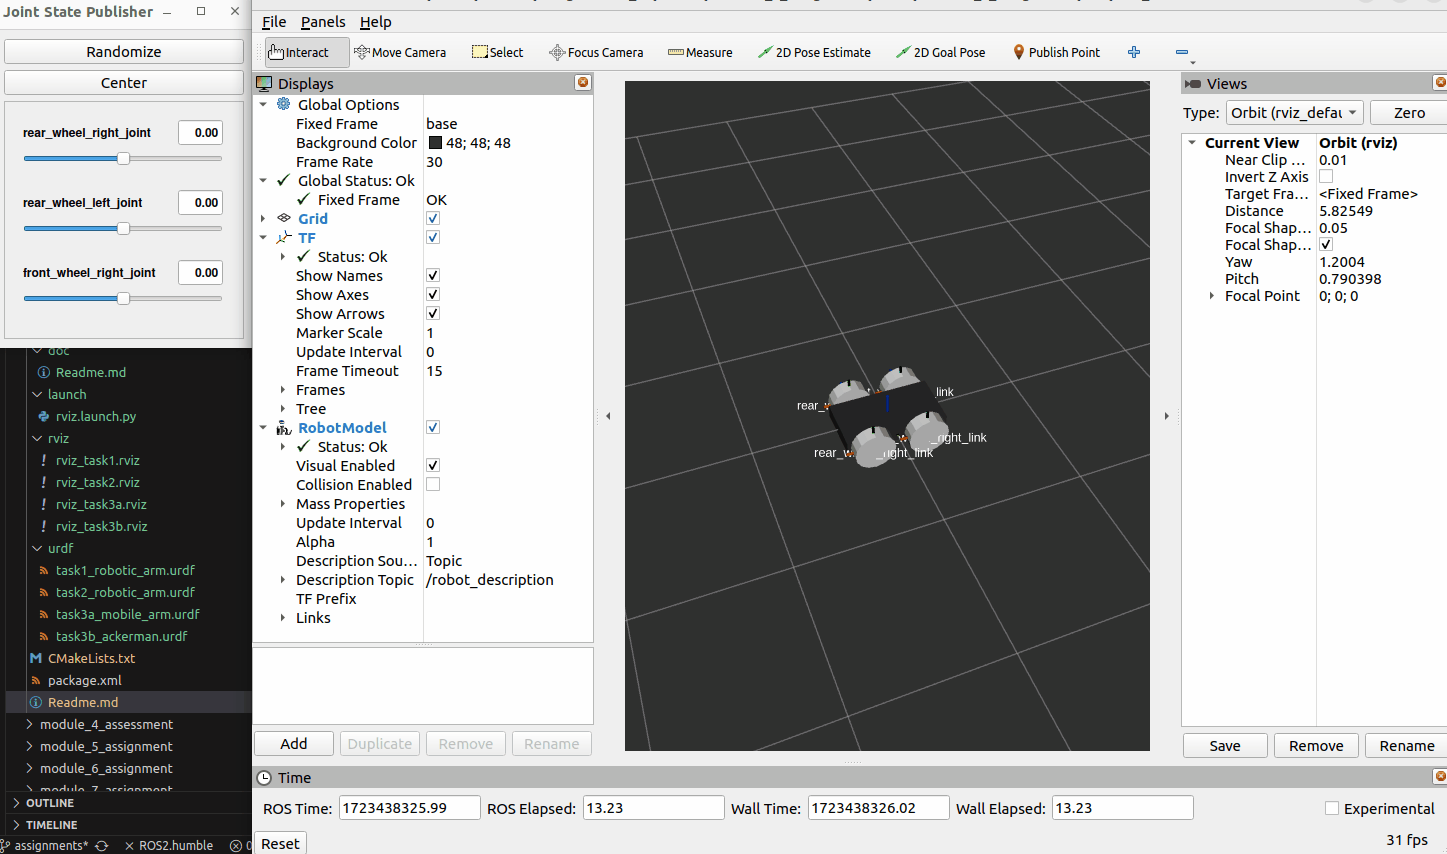 Joint State Publisher
Randomize
Center
rear_wheel_right_joint 0.00
rear_wheel_left_joint 0.00
front_wheel_right_joint 0.00
doc
Readme.md
launch
rviz.launch.py
rviz
! rviz_task1.rviz
! rviz_task2.rviz
! rviz_task3a.rviz
! rviz_task3b.rviz
urdf
task1_robotic_arm.urdf
task2_robotic_arm.urdf
task3a_mobile_arm.urdf
task3b_ackerman.urdf
CMakeLists.txt
package.xml
Readme.md
module_4_assessment
module_5_assignment
module_6_assignment
module_7_assignment
OUTLINE
TIMELINE
assignments* ROS2.humble 0
File Panels Help
Interact Move Camera Select Focus Camera Measure 2D Pose Estimate 2D Goal Pose Publish Point
Displays
Global Options
Fixed Frame base
Background Color 48; 48; 48
Frame Rate 30
Global Status: Ok
Fixed Frame OK
Grid
TF
Status: Ok
Show Names
Show Axes
Show Arrows
Marker Scale 1
Update Interval 0
Frame Timeout 15
Frames
Tree
RobotModel
Status: Ok
Visual Enabled
Collision Enabled
Mass Properties
Update Interval 0
Alpha 1
Description Sou... Topic
Description Topic /robot_description
TF Prefix
Links
Add Duplicate Remove Rename
link
rear_w
_right_link
rear_w
_right_link
Views
Type: Orbit (rviz_defau Zero
Current View Orbit (rviz)
Near Clip ... 0.01
Invert Z Axis
Target Fra... <Fixed Frame>
Distance 5.82549
Focal Shap... 0.05
Focal Shap...
Yaw 1.2004
Pitch 0.790398
Focal Point 0; 0; 0
Save Remove Rename
Time
ROS Time: 1723438325.99 ROS Elapsed: 13.23 Wall Time: 1723438326.02 Wall Elapsed: 13.23 Experimental
Reset 31 fps